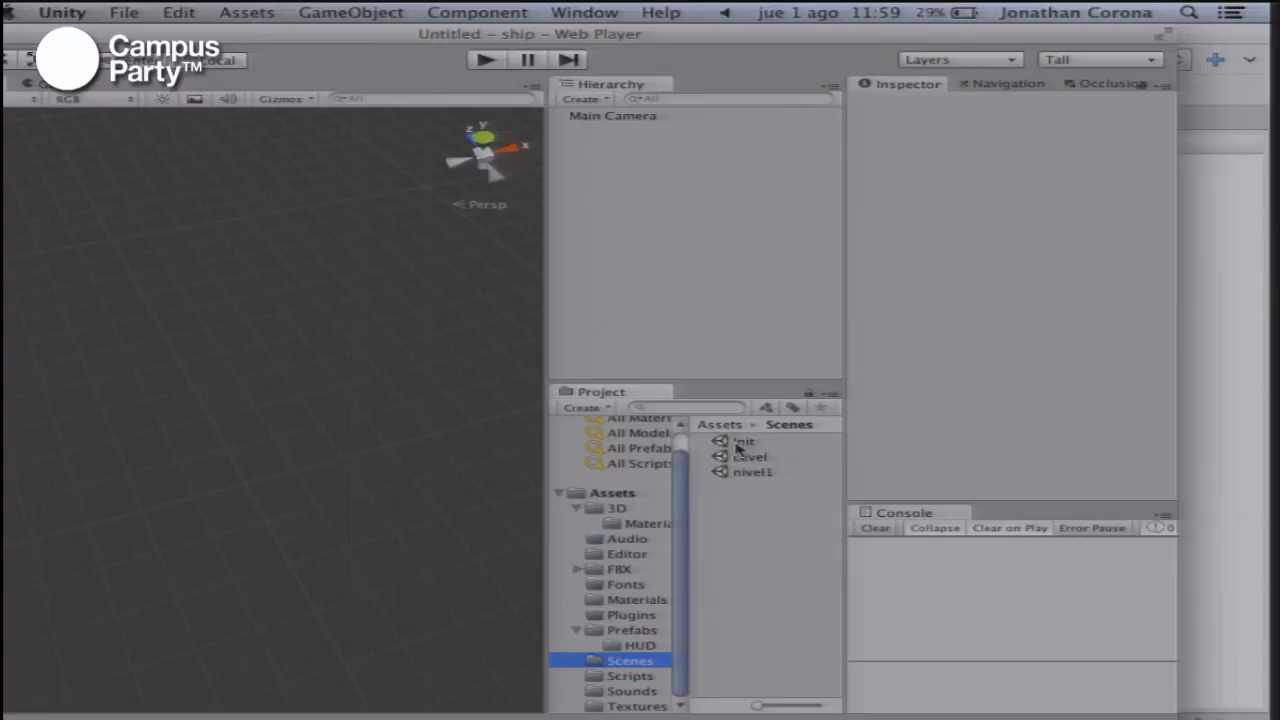 Unity File Edit Assets GameObject Component Window Help jue 1 ago 11:59 29% Jonathan Corona
Untitled – ship – Web Player
Campus
Party™
Layers
Tall
Hierarchy
Inspector
Navigation
RGB
Gizmos
All
Create
All
Main Camera
z
y
x
Persp
Project
Create
Assets
Scenes
All Prefab
All Scripts
nivel1
Assets
3D
Audio
Editor
FBX
Fonts
Materials
Plugins
Prefabs
HUD
Scenes
Scripts
Sounds
Textures
Console
Clear
Collapse
Clear on Play
Error Pause
0